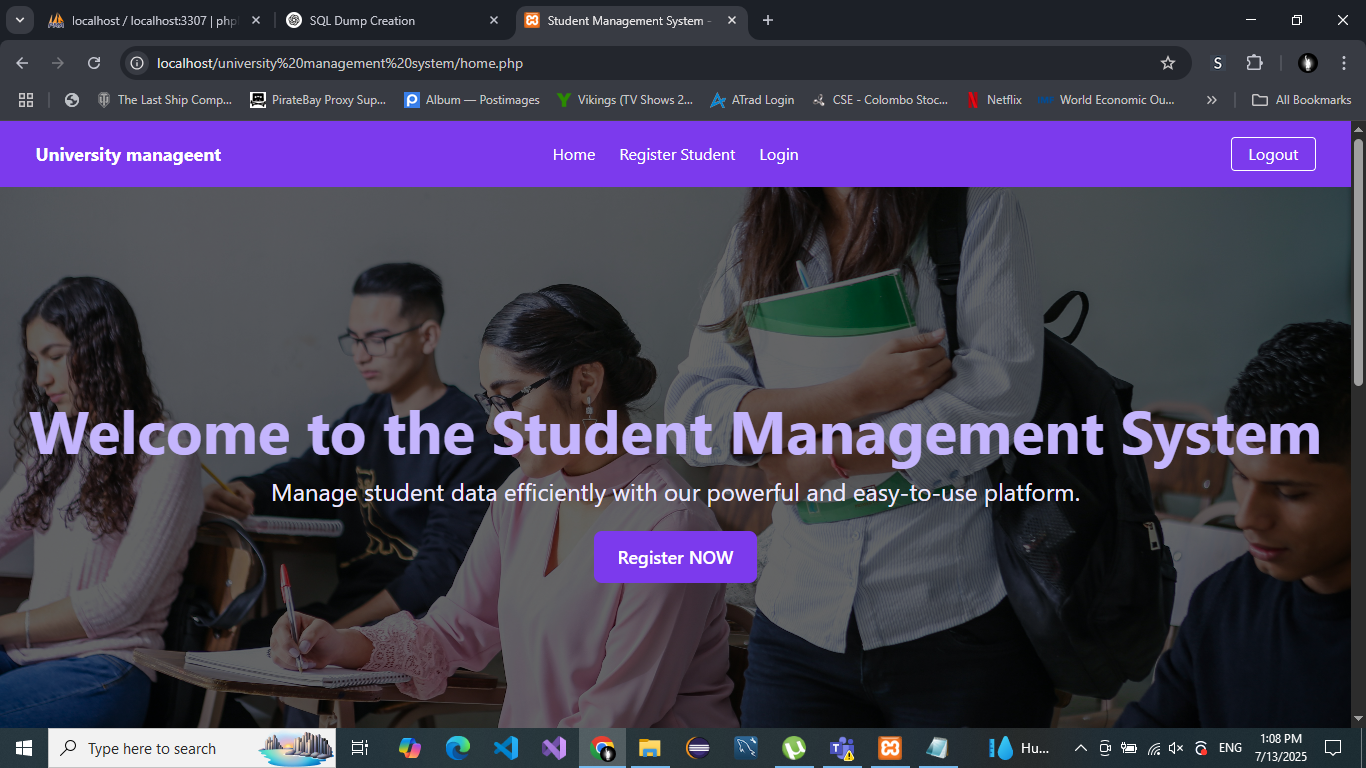 localhost / localhost:3307 | phpl
SQL Dump Creation
Student Management System -
localhost/university%20management%20system/home.php
S
The Last Ship Comp...
PirateBay Proxy Sup...
Album — Postimages
Vikings (TV Shows 2...
ATrad Login
CSE - Colombo Stoc...
Netflix
World Economic Ou...
All Bookmarks
University manageent
Home
Register Student
Login
Logout
Welcome to the Student Management System
Manage student data efficiently with our powerful and easy-to-use platform.
Register NOW
Type here to search
Hu...
ENG
1:08 PM
7/13/2025